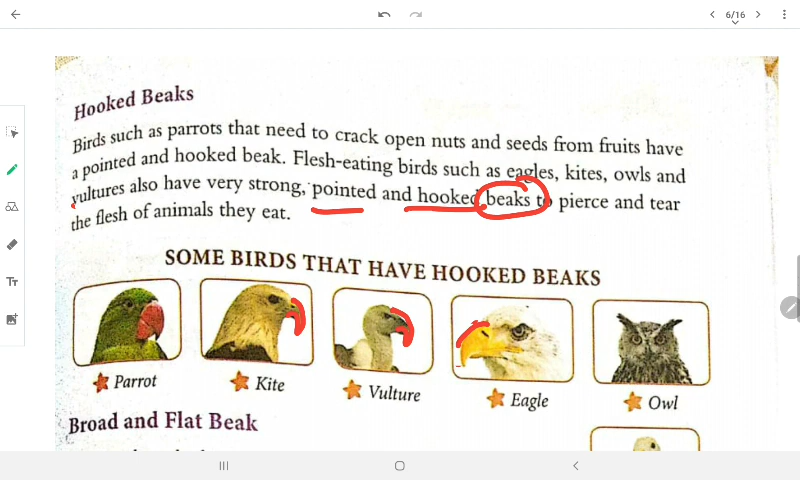 6/16
Hooked Beaks
Birds such as parrots that need to crack open nuts and seeds from fruits have
a pointed and hooked beak. Flesh-eating birds such as eagles, kites, owls and
vultures also have very strong, pointed and hooked beaks to pierce and tear
the flesh of animals they eat.
SOME BIRDS THAT HAVE HOOKED BEAKS
Parrot Kite Vulture Eagle Owl
Broad and Flat Beak
Tт